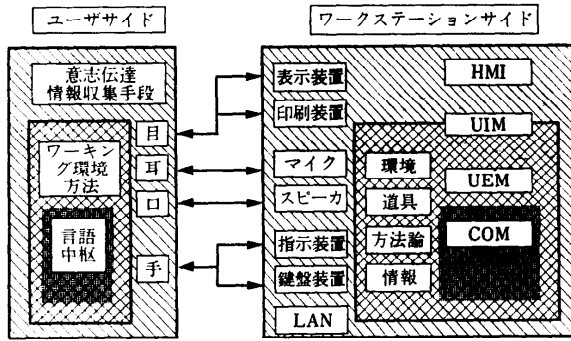 ユーザサイド
ワークステーションサイド
意志伝達
情報収集手段
目
耳
口
手
ワーキン
グ環境
方法
言語
中枢
表示装置
印刷装置
マイク
スピーカ
指示装置
鍵盤装置
LAN
環境
道具
方法論
情報
HMI
UIM
UEM
COM